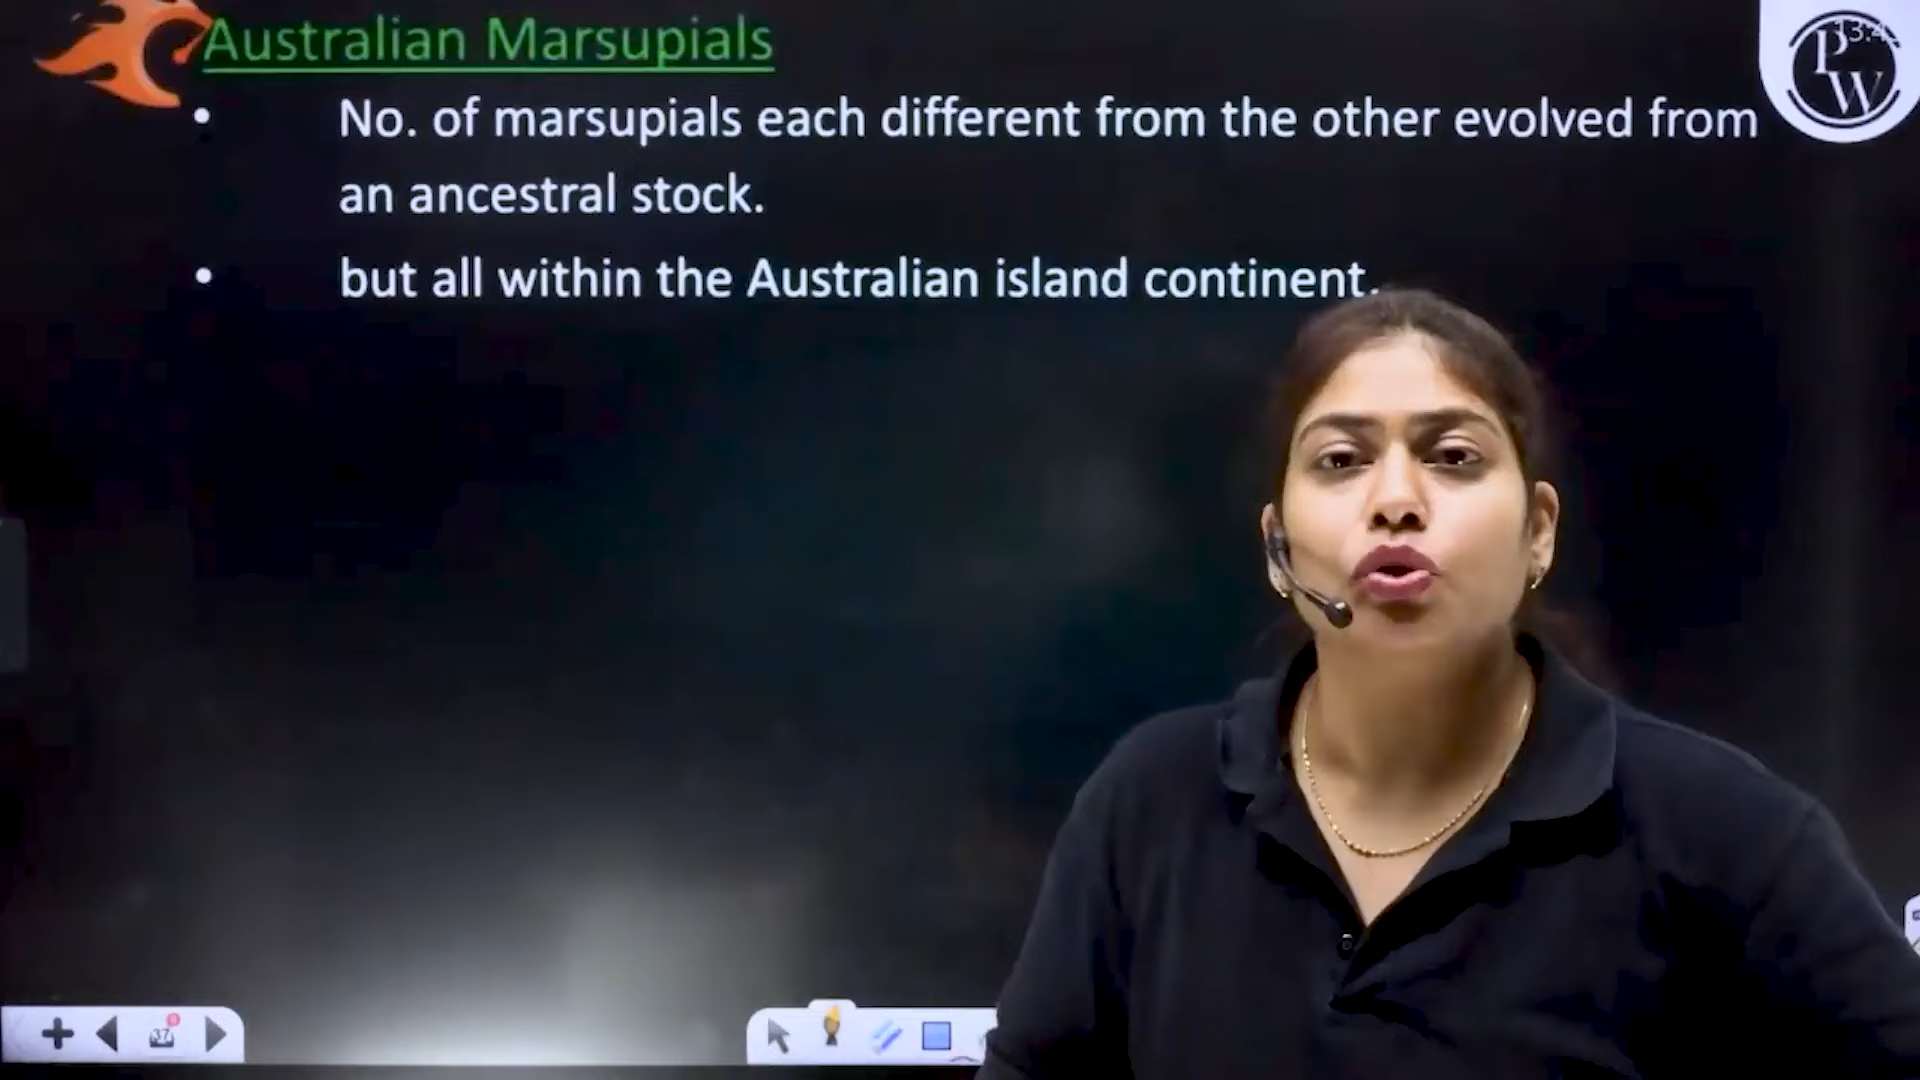 Australian Marsupials
• No. of marsupials each different from the other evolved from
an ancestral stock.
• but all within the Australian island continent.
PW
37